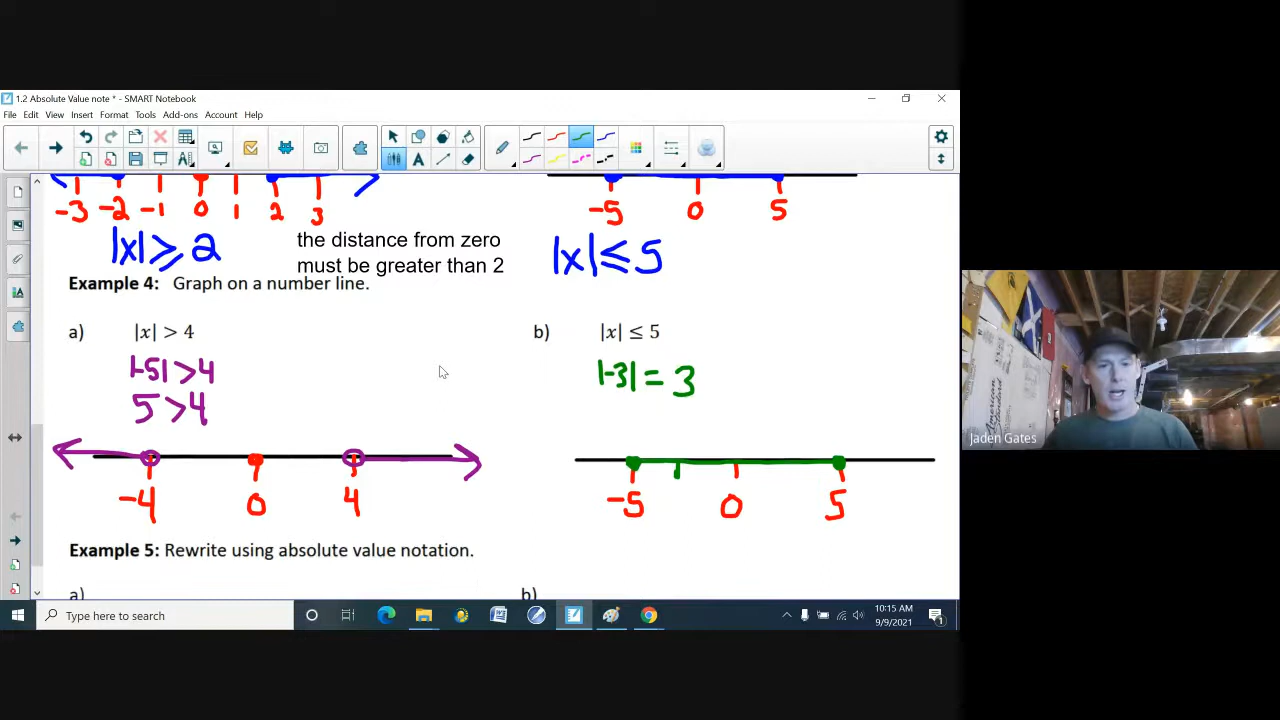 1.2 Absolute Value note * - SMART Notebook
File Edit View Insert Format Tools Add-ons Account Help
-3 -2 -1 0 1 2 3
-5 0 5
|x| ≥ 2
the distance from zero
must be greater than 2
|x| ≤ 5
Example 4: Graph on a number line.
a) |x| > 4
b) |x| ≤ 5
|-5| > 4
5 > 4
|-3| = 3
-4 0 4
-5 0 5
Example 5: Rewrite using absolute value notation.
a)
b)
Type here to search
10:15 AM
9/9/2021
American Standard
Jaden Gates